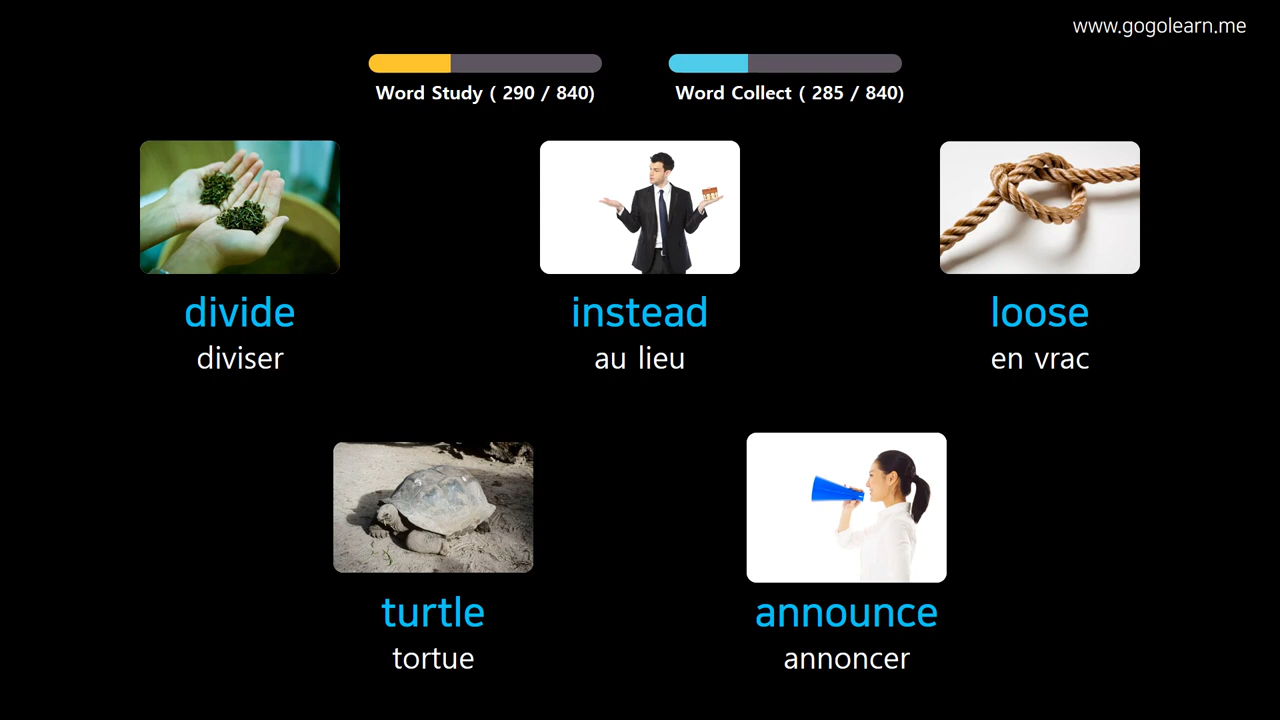 www.gogolearn.me
Word Study ( 290 / 840)
Word Collect ( 285 / 840)
divide
diviser
instead
au lieu
loose
en vrac
turtle
tortue
announce
annoncer